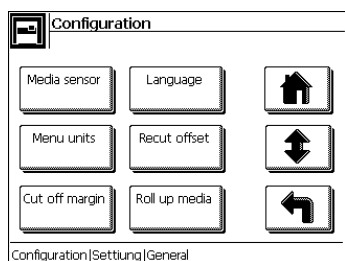 Configuration
Media sensor
Language
Menu units
Recut offset
Cut off margin
Roll up media
Configuration|Settiung|General